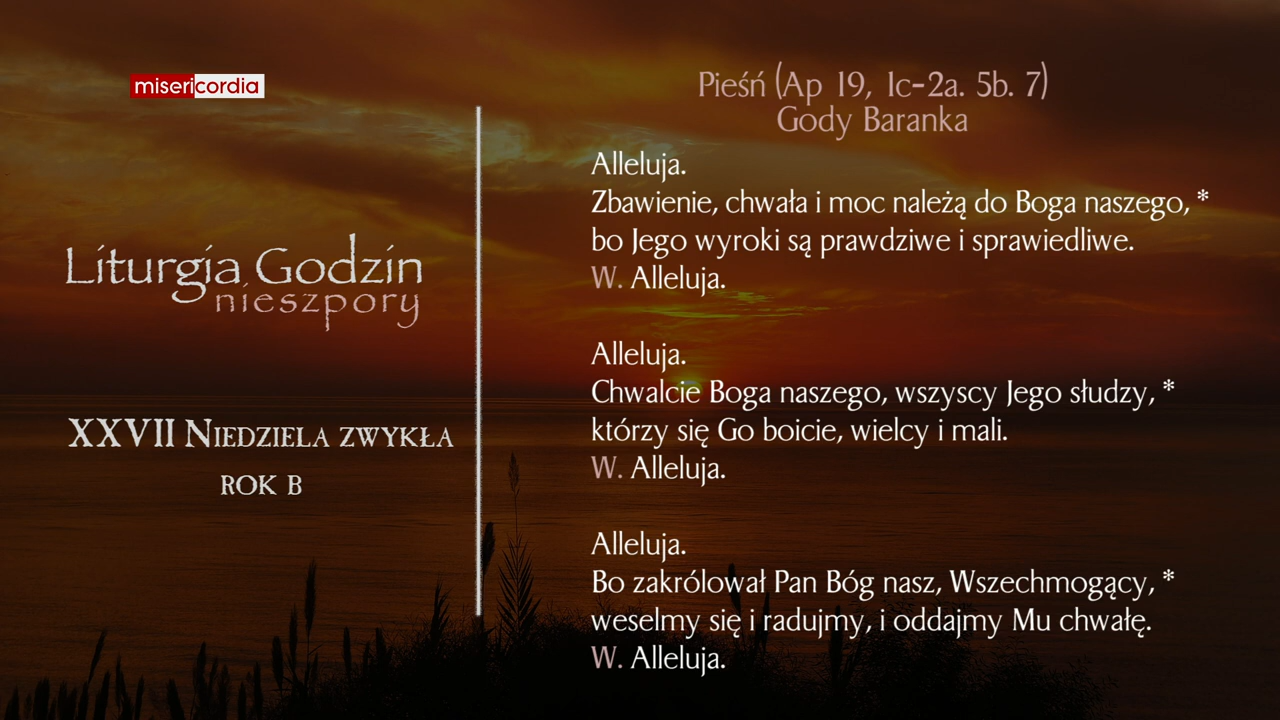 misericordia
Liturgia Godzin
nieszpory
XXVII Niedziela zwykła
rok B
Pieśń (Ap 19, 1c-2a. 5b. 7)
Gody Baranka
Alleluja.
Zbawienie, chwała i moc należą do Boga naszego, *
bo Jego wyroki są prawdziwe i sprawiedliwe.
W. Alleluja.
Alleluja.
Chwalcie Boga naszego, wszyscy Jego słudzy, *
którzy się Go boicie, wielcy i mali.
W. Alleluja.
Alleluja.
Bo zakrólował Pan Bóg nasz, Wszechmogący, *
weselmy się i radujmy, i oddajmy Mu chwałę.
W. Alleluja.